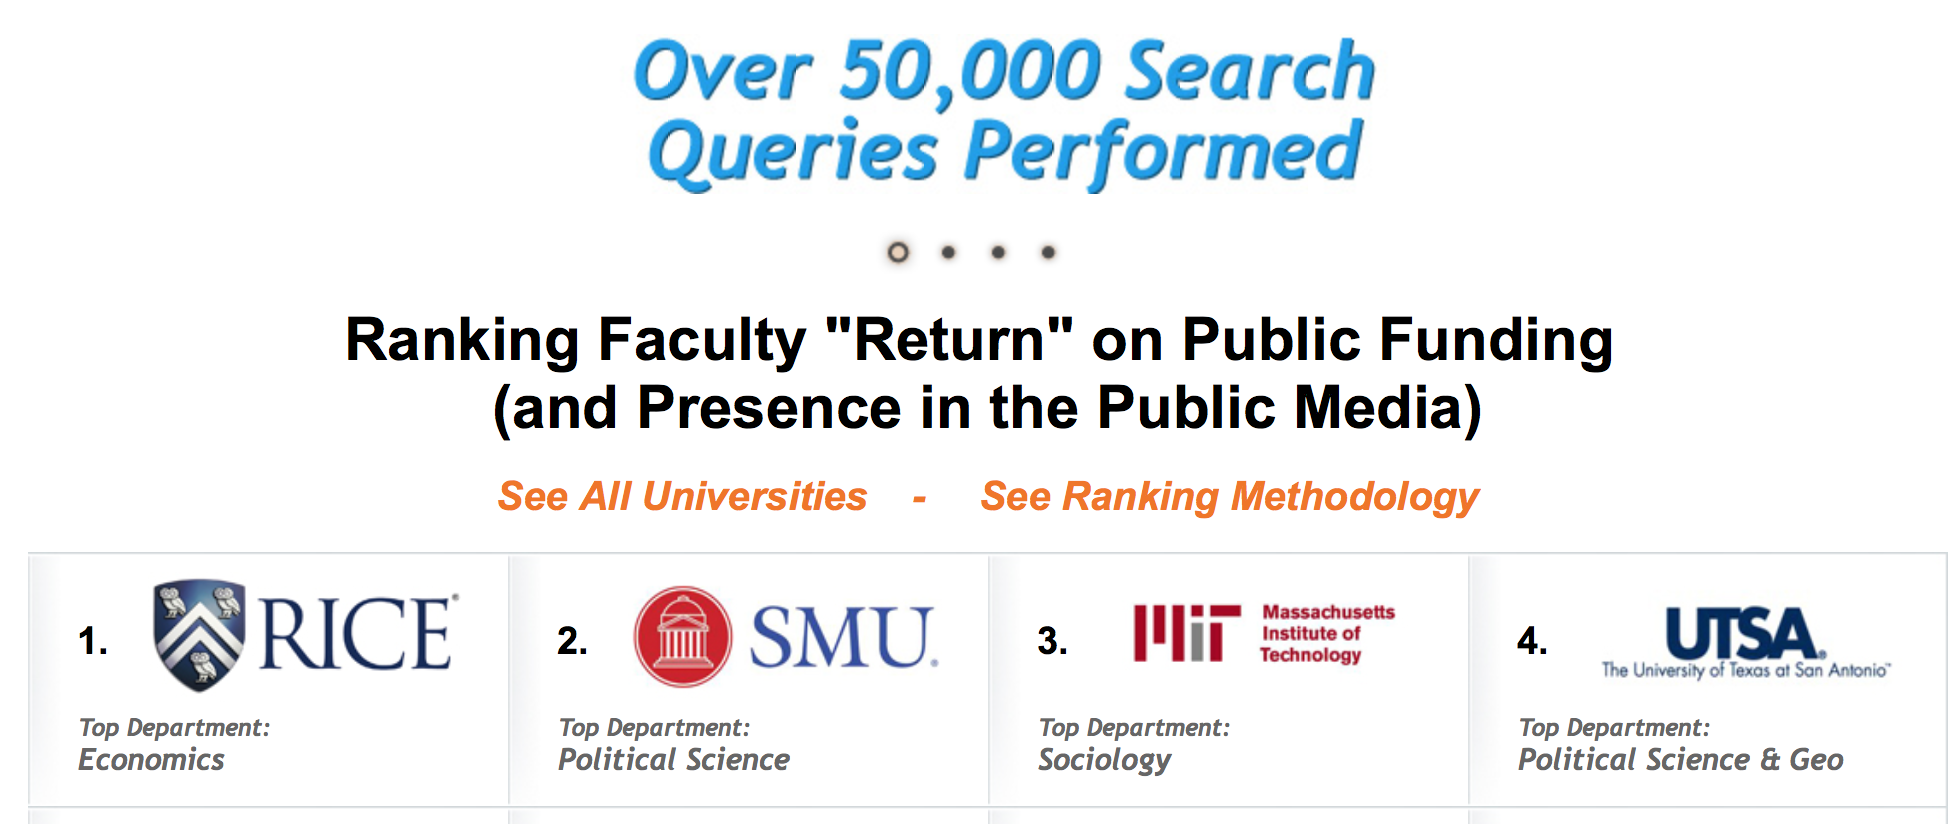 Over 50,000 Search
Queries Performed
Ranking Faculty "Return" on Public Funding
(and Presence in the Public Media)
See All Universities - See Ranking Methodology
1. RICE®
Top Department:
Economics
2. SMU®
Top Department:
Political Science
3. MIT
Massachusetts
Institute of
Technology
Top Department:
Sociology
4. UTSA®
The University of Texas at San Antonio™
Top Department:
Political Science & Geo